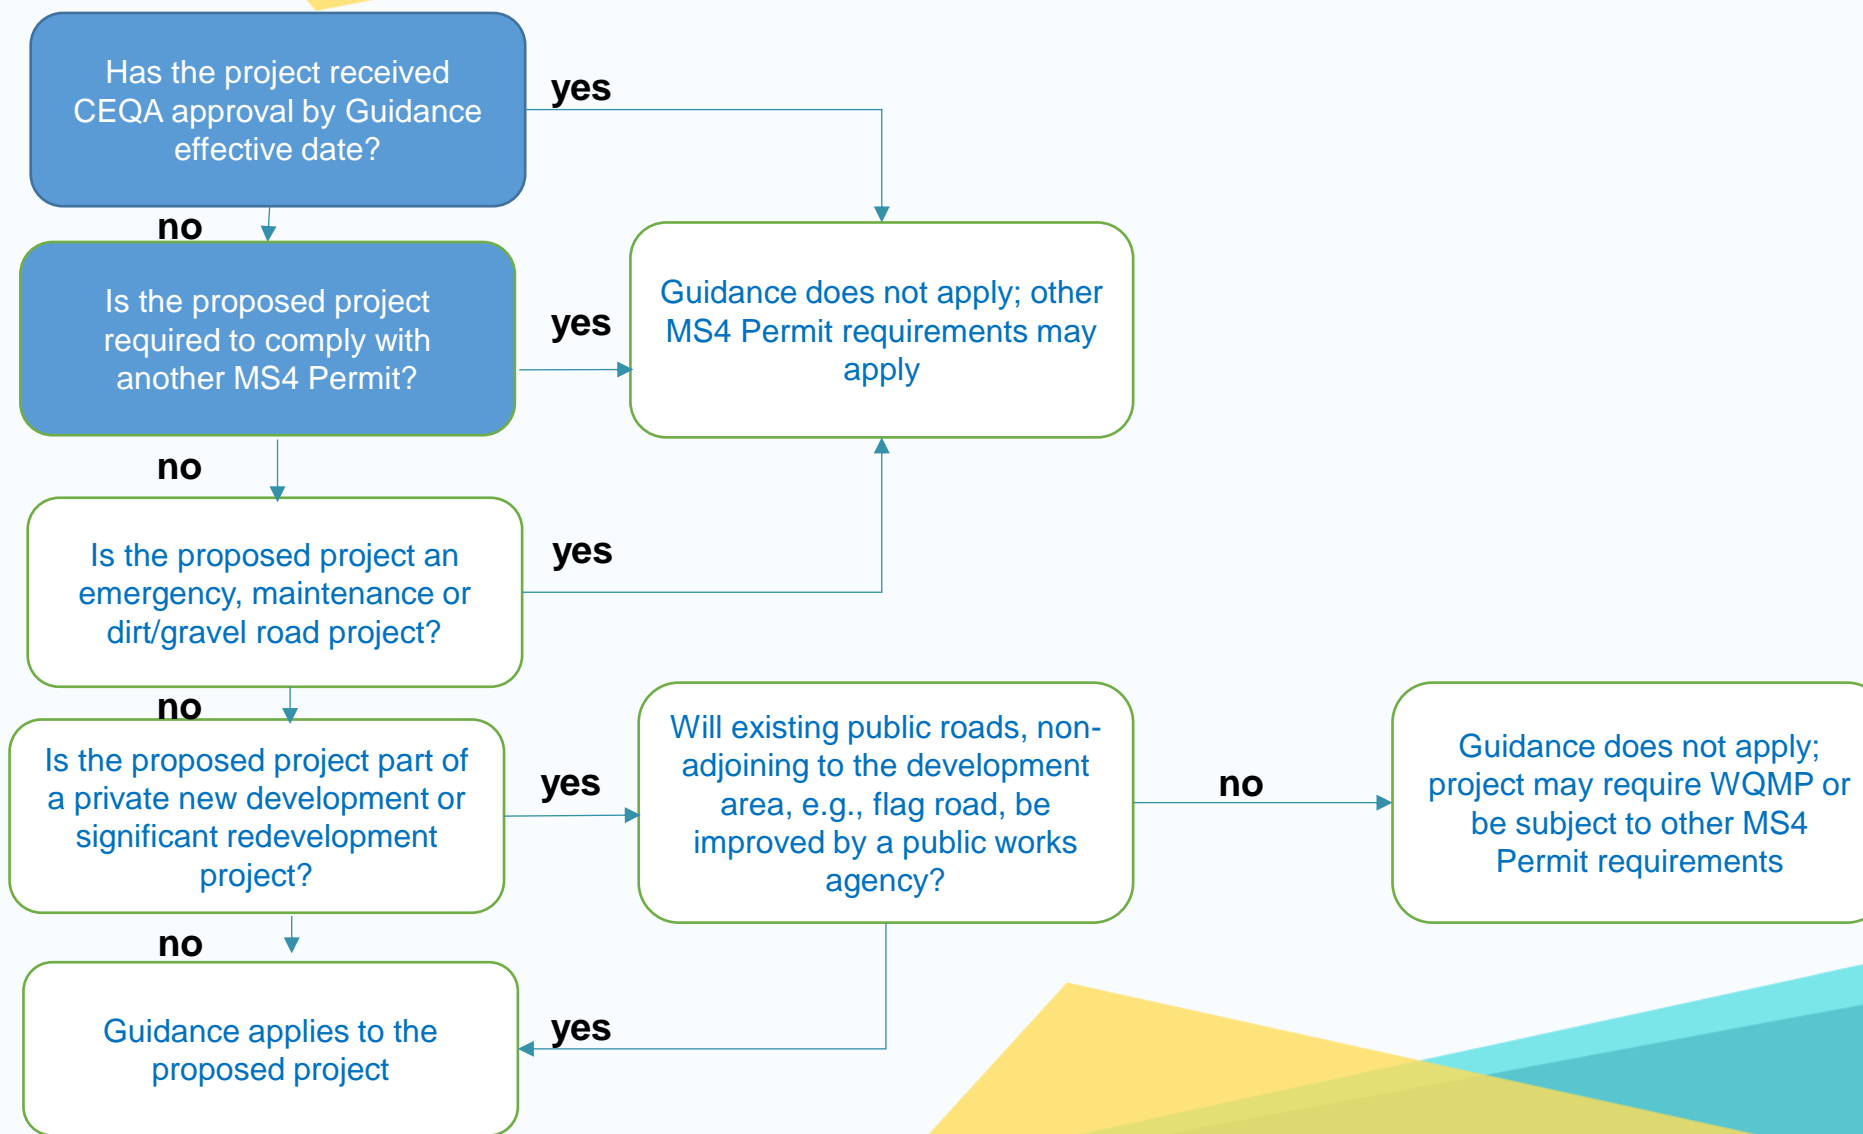 Has the project received
CEQA approval by Guidance
effective date?
yes
no
Is the proposed project
required to comply with
another MS4 Permit?
yes
Guidance does not apply; other
MS4 Permit requirements may
apply
no
Is the proposed project an
emergency, maintenance or
dirt/gravel road project?
yes
no
Is the proposed project part of
a private new development or
significant redevelopment
project?
yes
Will existing public roads, non-
adjoining to the development
area, e.g., flag road, be
improved by a public works
agency?
no
Guidance does not apply;
project may require WQMP or
be subject to other MS4
Permit requirements
no
Guidance applies to the
proposed project
yes